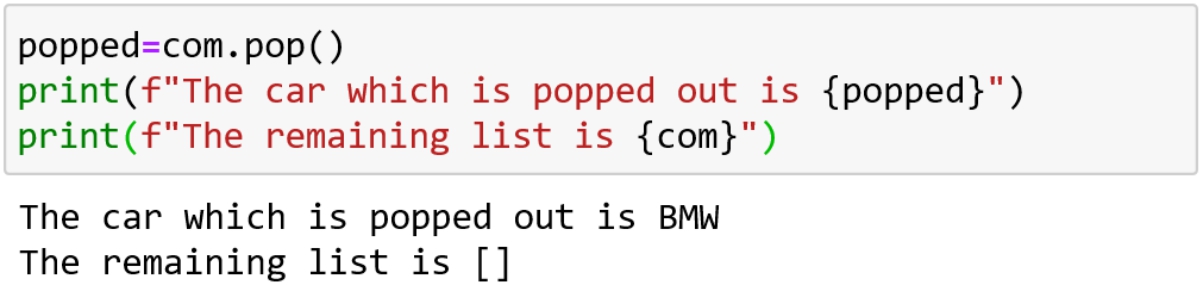 popped=com.pop()
print(f"The car which is popped out is {popped}")
print(f"The remaining list is {com}")
The car which is popped out is BMW
The remaining list is []